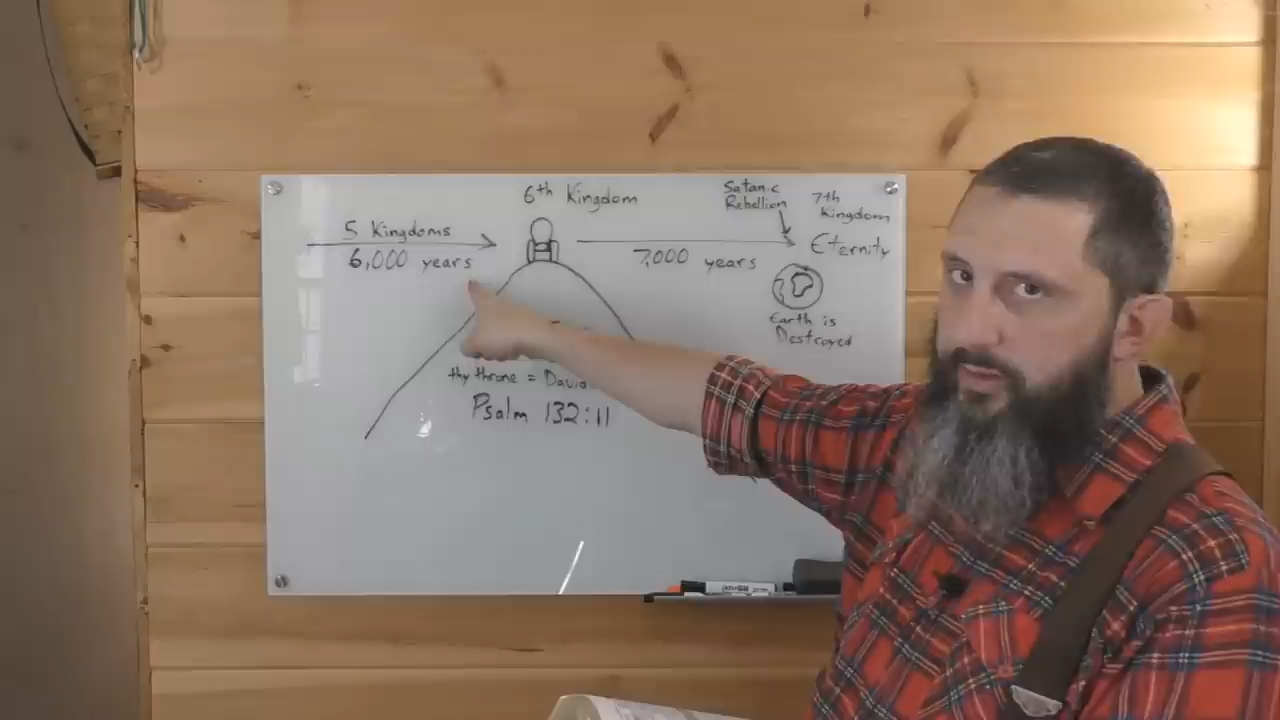 6th Kingdom
5 Kingdoms
6,000 years
7,000 years
Satanic
Rebellion
7th
Kingdom
Eternity
Earth is
Destroyed
thy throne = David
Psalm 132:11